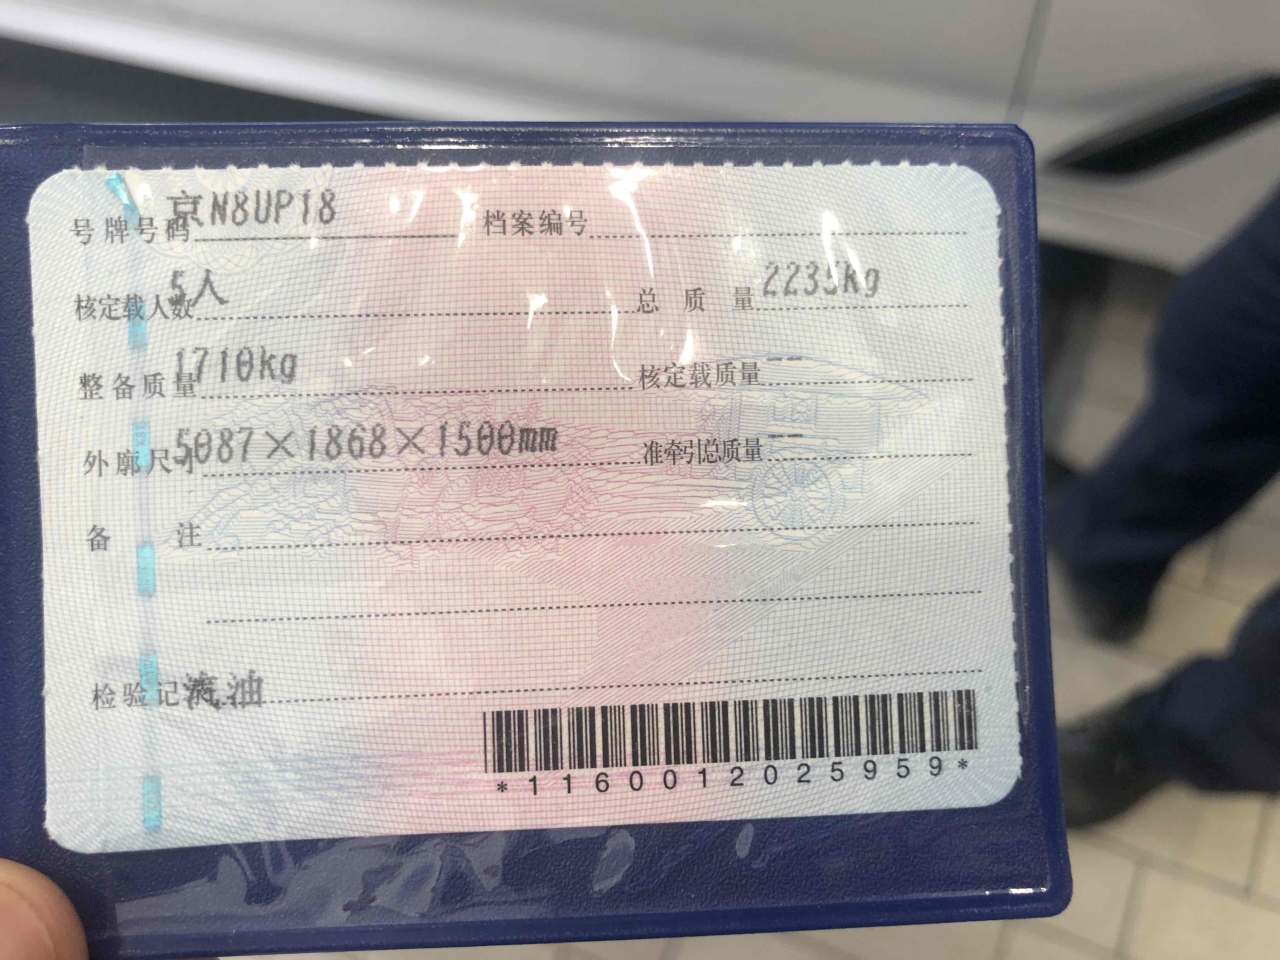 号牌号码 京N8UP18 档案编号
核定载人数 5人 总质量 2235kg
整备质量 1710kg 核定载质量 --
外廓尺寸 5087×1868×1500mm 准牵引总质量 --
备注
检验记录 汽油
*1160012025959*